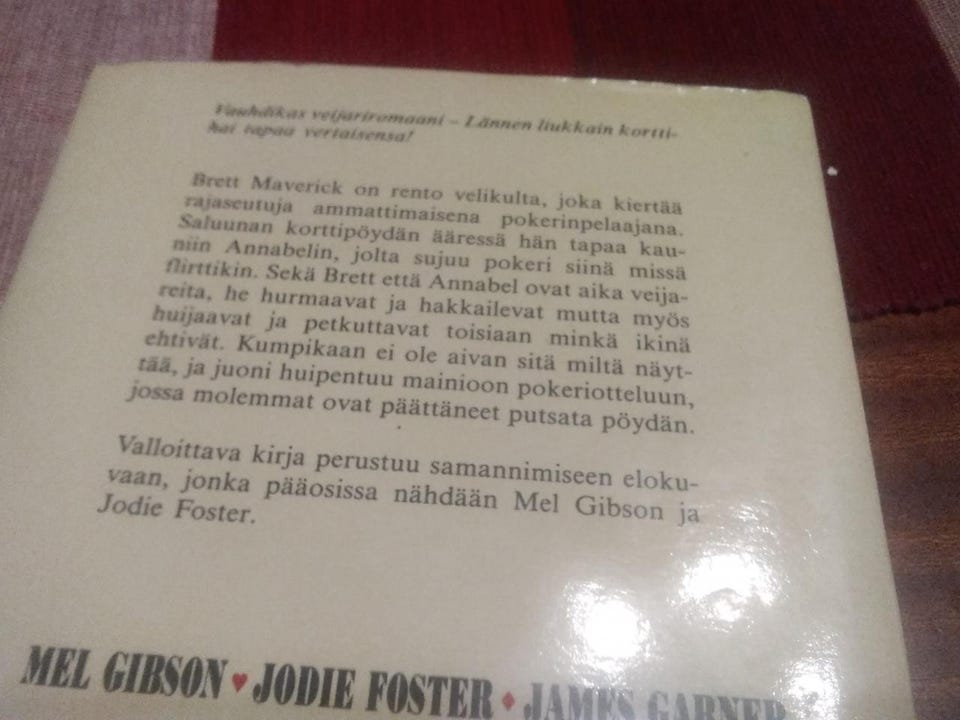 Vauhdikas veijariromaani – Lännen liukkain kortti-
hai tapaa vertaisensa!
Brett Maverick on rento velikulta, joka kiertää
rajaseutuja ammattimaisena pokerinpelaajana.
Saluunan korttipöydän ääressä hän tapaa kau-
niin Annabelin, jolta sujuu pokeri siinä missä
flirttikin. Sekä Brett että Annabel ovat aika veija-
reita, he hurmaavat ja hakkailevat mutta myös
huijaavat ja petkuttavat toisiaan minkä ikinä
ehtivät. Kumpikaan ei ole aivan sitä miltä näyt-
tää, ja juoni huipentuu mainioon pokeriotteluun,
jossa molemmat ovat päättäneet putsata pöydän.
Valloittava kirja perustuu samannimiseen eloku-
vaan, jonka pääosissa nähdään Mel Gibson ja
Jodie Foster.
MEL GIBSON ♥ JODIE FOSTER ♦ JAMES GARNER